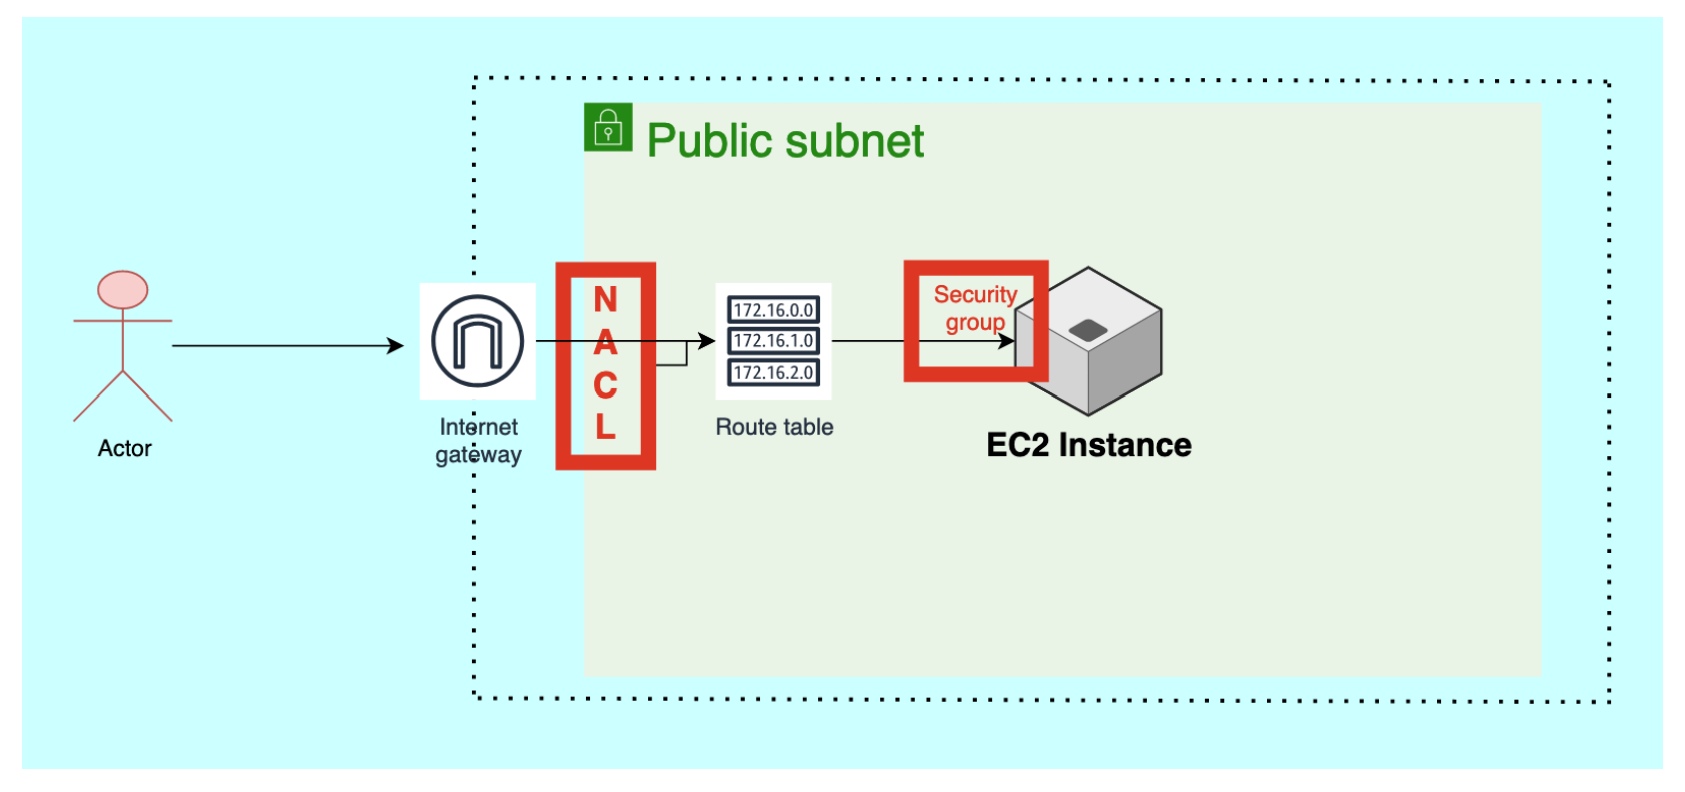 Public subnet
Actor
Internet
gateway
N
A
C
L
172.16.0.0
172.16.1.0
172.16.2.0
Route table
Security
group
EC2 Instance